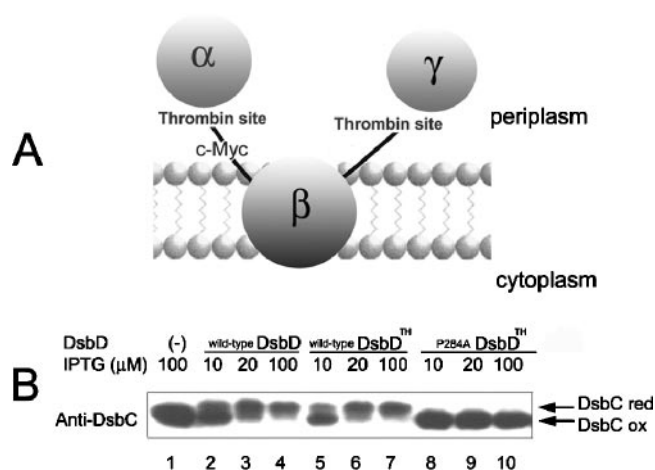 α
γ
Thrombin site
Thrombin site
periplasm
c-Myc
A
β
cytoplasm
DsbD (-) wild-type DsbD wild-type DsbD^TH P284A DsbD^TH
IPTG (µM) 100 10 20 100 10 20 100 10 20 100
B
Anti-DsbC
DsbC red
DsbC ox
1 2 3 4 5 6 7 8 9 10